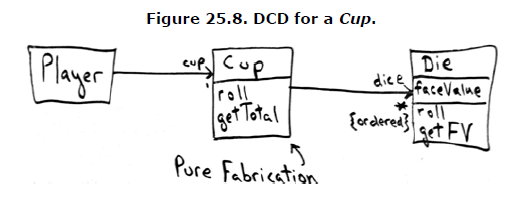 Figure 25.8. DCD for a Cup.
Player
cup
1
Cup
roll
getTotal
dice
*
{ordered}
Die
faceValue
roll
getFV
Pure Fabrication